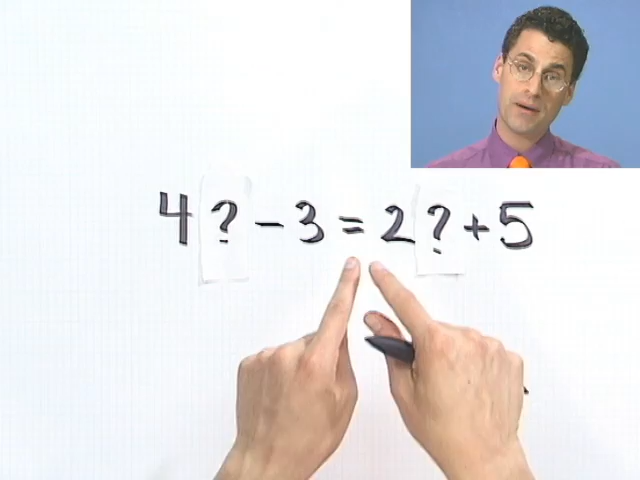 4 ? - 3 = 2 ? + 5